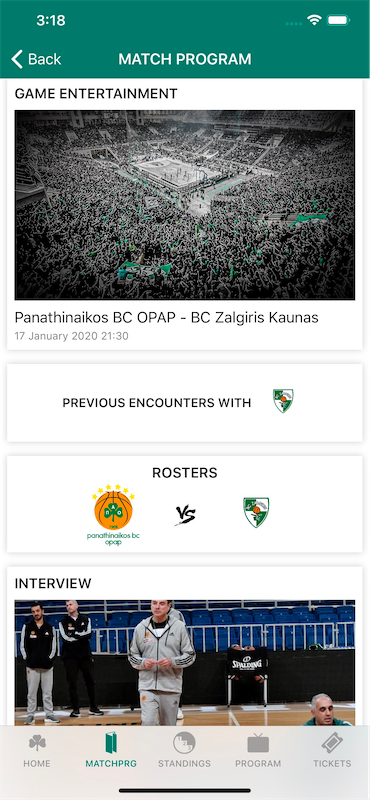 3:18
Back
MATCH PROGRAM
GAME ENTERTAINMENT
Panathinaikos BC OPAP - BC Zalgiris Kaunas
17 January 2020 21:30
PREVIOUS ENCOUNTERS WITH
ROSTERS
VS
panathinaikos bc
opap
INTERVIEW
SPALDING
HOME
MATCHPRG
STANDINGS
PROGRAM
TICKETS